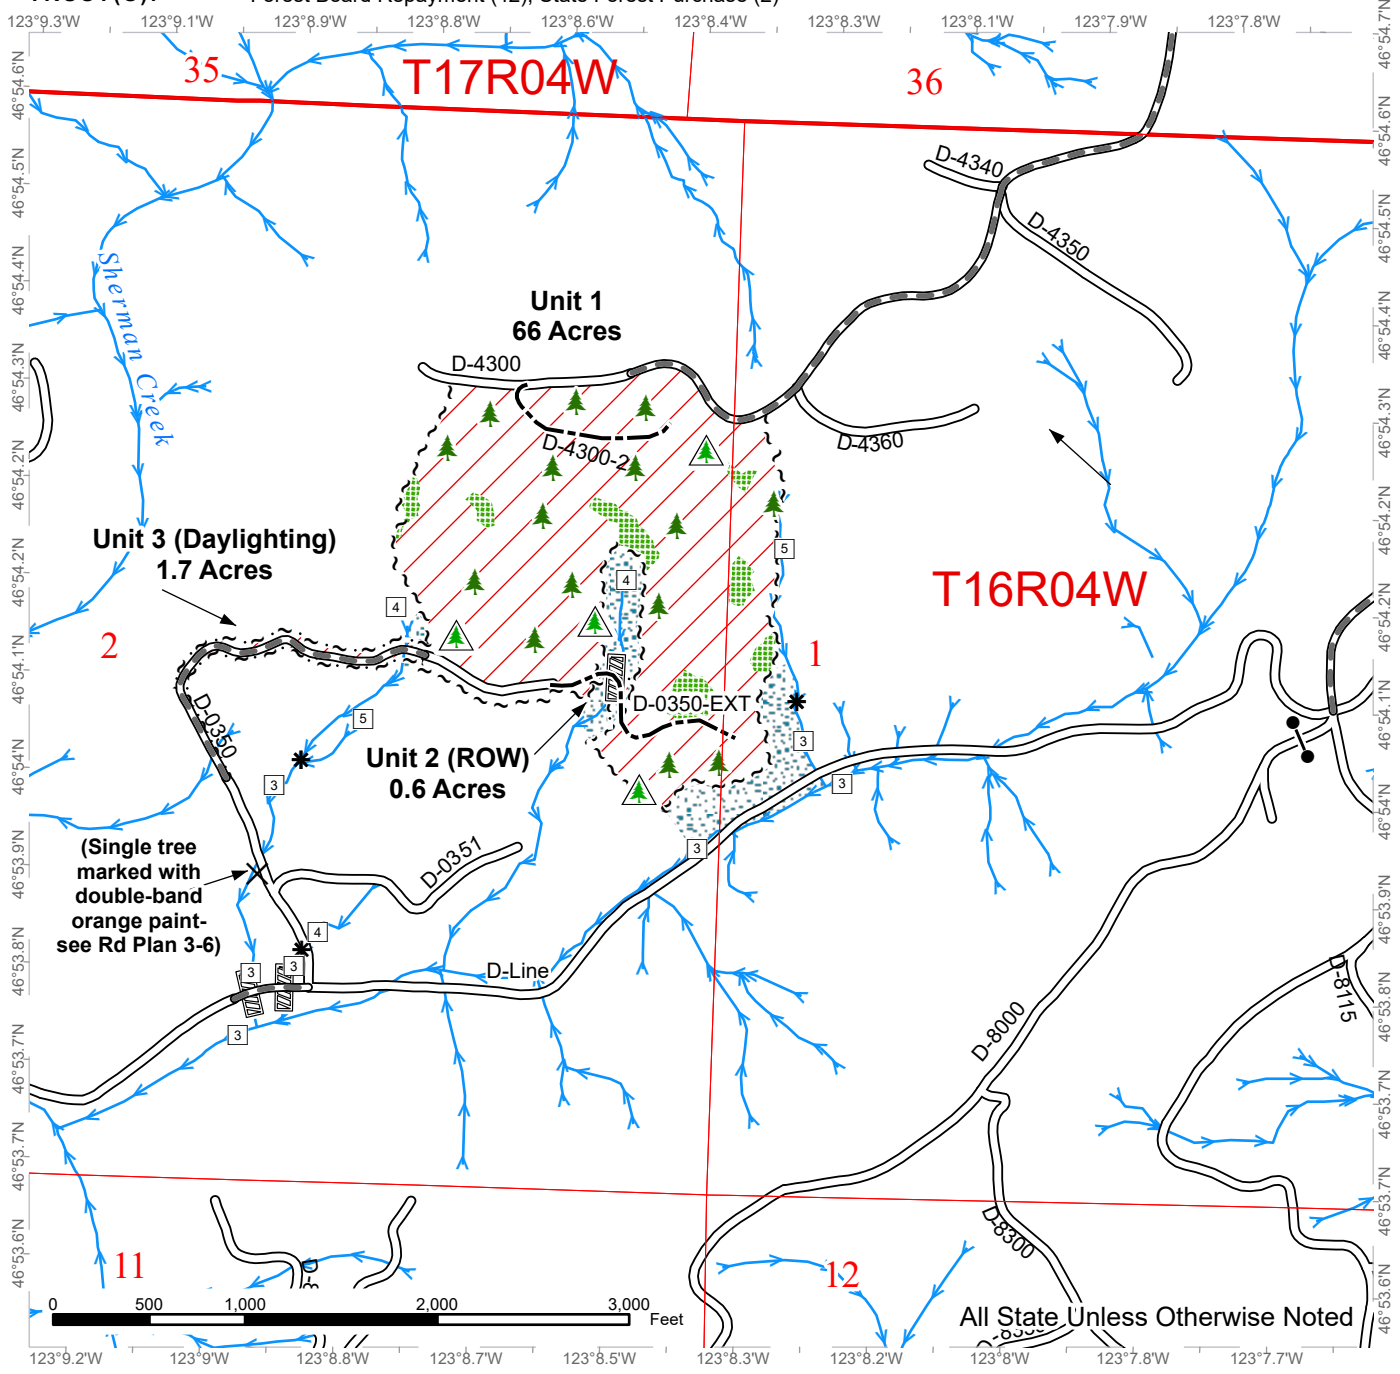 Forest Board Repayment (42), State Forest Purchase (2)
123°9.3'W 123°9.1'W 123°8.9'W 123°8.6'W 123°8.4'W 123°8.3'W 123°8.1'W 123°7.9'W 123°7.8'W
46°54.6'N
46°54.5'N
46°54.4'N
46°54.3'N
46°54.2'N
46°54.2'N
46°54.1'N
46°54'N
46°53.9'N
46°53.8'N
46°53.7'N
46°53.7'N
46°53.6'N
46°54.7'N
46°54.6'N
46°54.5'N
46°54.4'N
46°54.3'N
46°54.2'N
46°54.2'N
46°54.1'N
46°54'N
46°53.9'N
46°53.8'N
46°53.7'N
46°53.7'N
46°53.6'N
35
T17R04W
36
D-4340
D-4350
Sherman Creek
Unit 1
66 Acres
D-4300
D-4300-2
D-4360
Unit 3 (Daylighting)
1.7 Acres
5
4
4
T16R04W
2
1
D-0350
D-0350-EXT
5
Unit 2 (ROW)
0.6 Acres
3
3
3
3
(Single tree
marked with
double-band
orange paint-
see Rd Plan 3-6)
D-0351
4
3
3
D-Line
3
D-8000
D-8115
D-8300
11
12
0 500 1,000 2,000 3,000
Feet
All State Unless Otherwise Noted
123°9.2'W 123°9'W 123°8.8'W 123°8.7'W 123°8.5'W 123°8.3'W 123°8.2'W 123°8'W 123°7.8'W 123°7.7'W